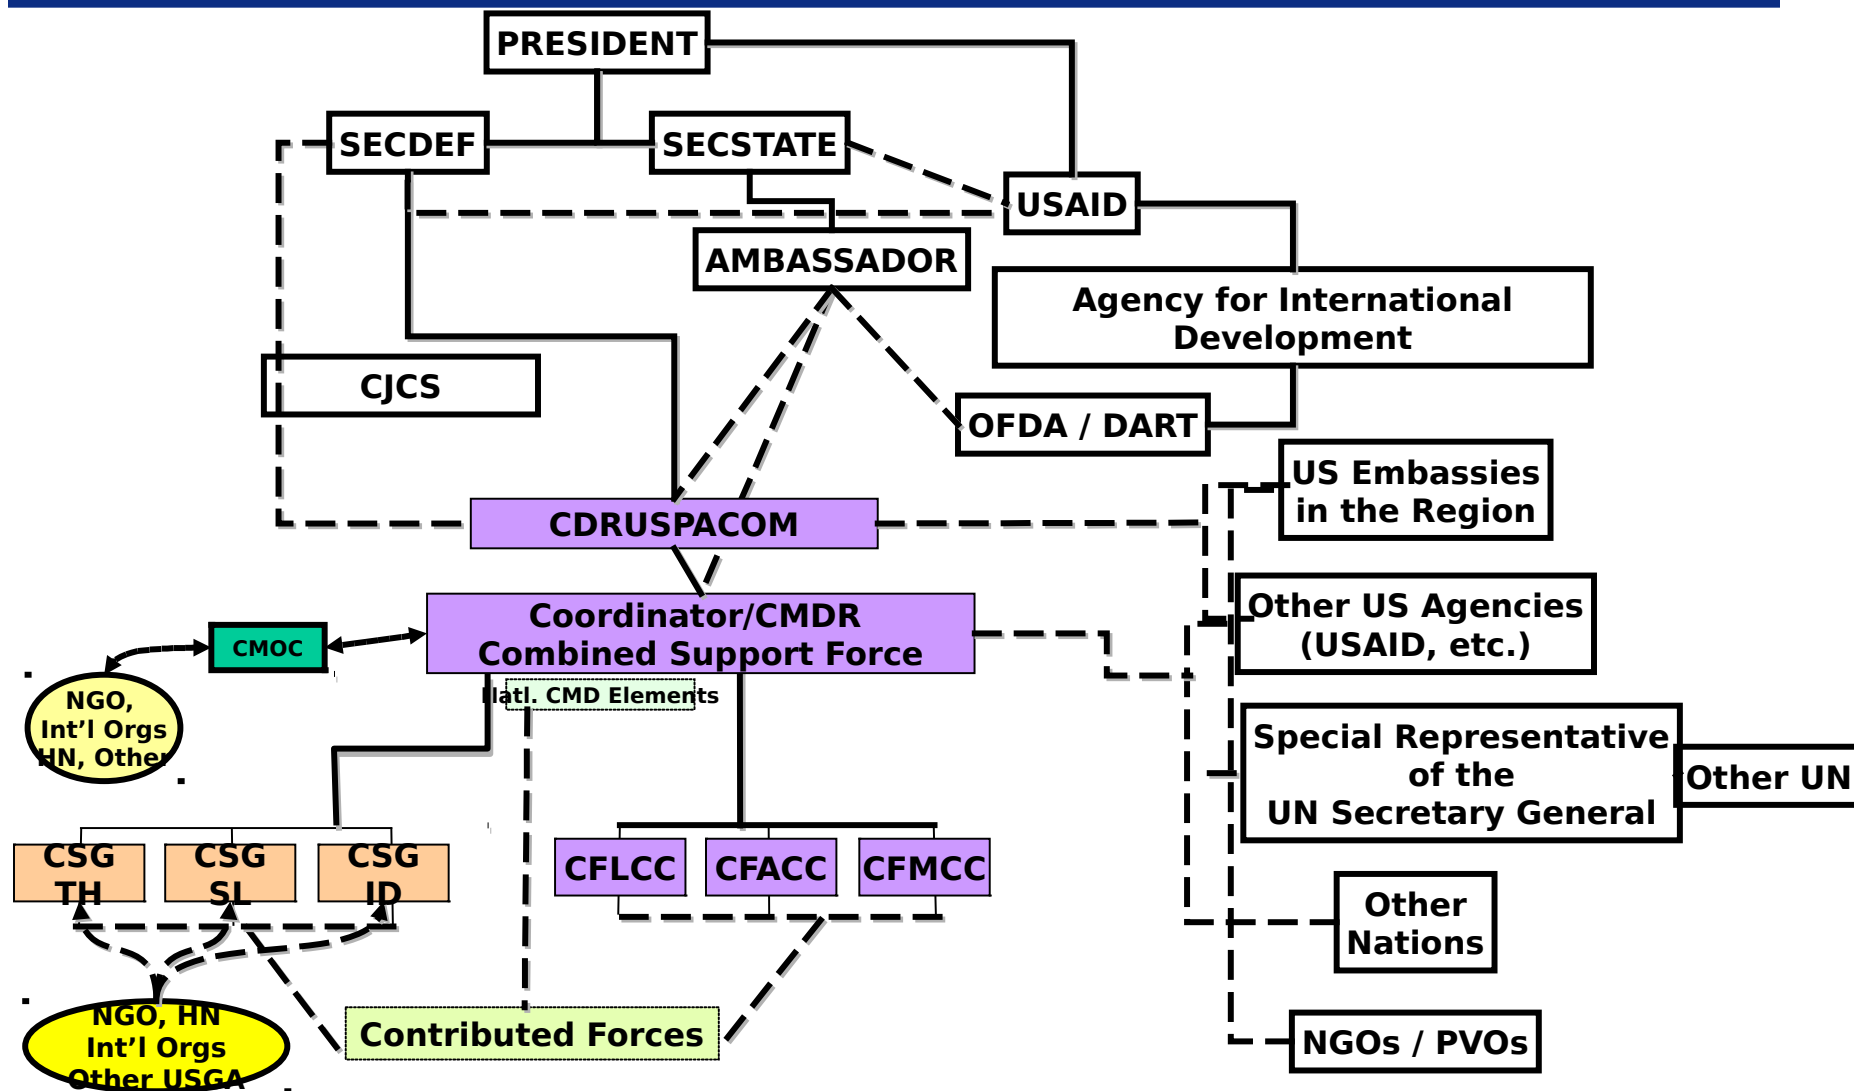 PRESIDENT
SECDEF
SECSTATE
USAID
AMBASSADOR
Agency for International
Development
CJCS
OFDA / DART
US Embassies
in the Region
CDRUSPACOM
Other US Agencies
(USAID, etc.)
Coordinator/CMDR
Combined Support Force
CMOC
Natl. CMD Elements
NGO,
Int’l Orgs
HN, Other
Special Representative
of the
UN Secretary General
Other UN
CSG
TH
CSG
SL
CSG
ID
CFLCC
CFACC
CFMCC
Other
Nations
Contributed Forces
NGO, HN
Int’l Orgs
Other USGA
NGOs / PVOs